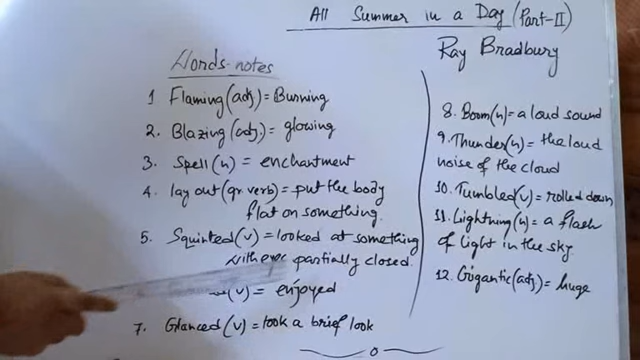 All Summer in a Day (Part-II)
Ray Bradbury
Words-notes
1 Flaming (adj) = Burning
2. Blazing (adj.) = glowing
3. Spell (n) = enchantment
4. lay out (gr. verb) = put the body
flat on something.
5. Squinted (v) = looked at something
with partially closed.
(v) = enjoyed
7. Glanced (v) = took a brief look
8. Boom (n) = a loud sound
9. Thunder (n) = the loud
noise of the cloud
10. Tumbled (v) = rolled down
11. Lightning (n) = a flash
of light in the sky.
12. Gigantic (adj) = huge